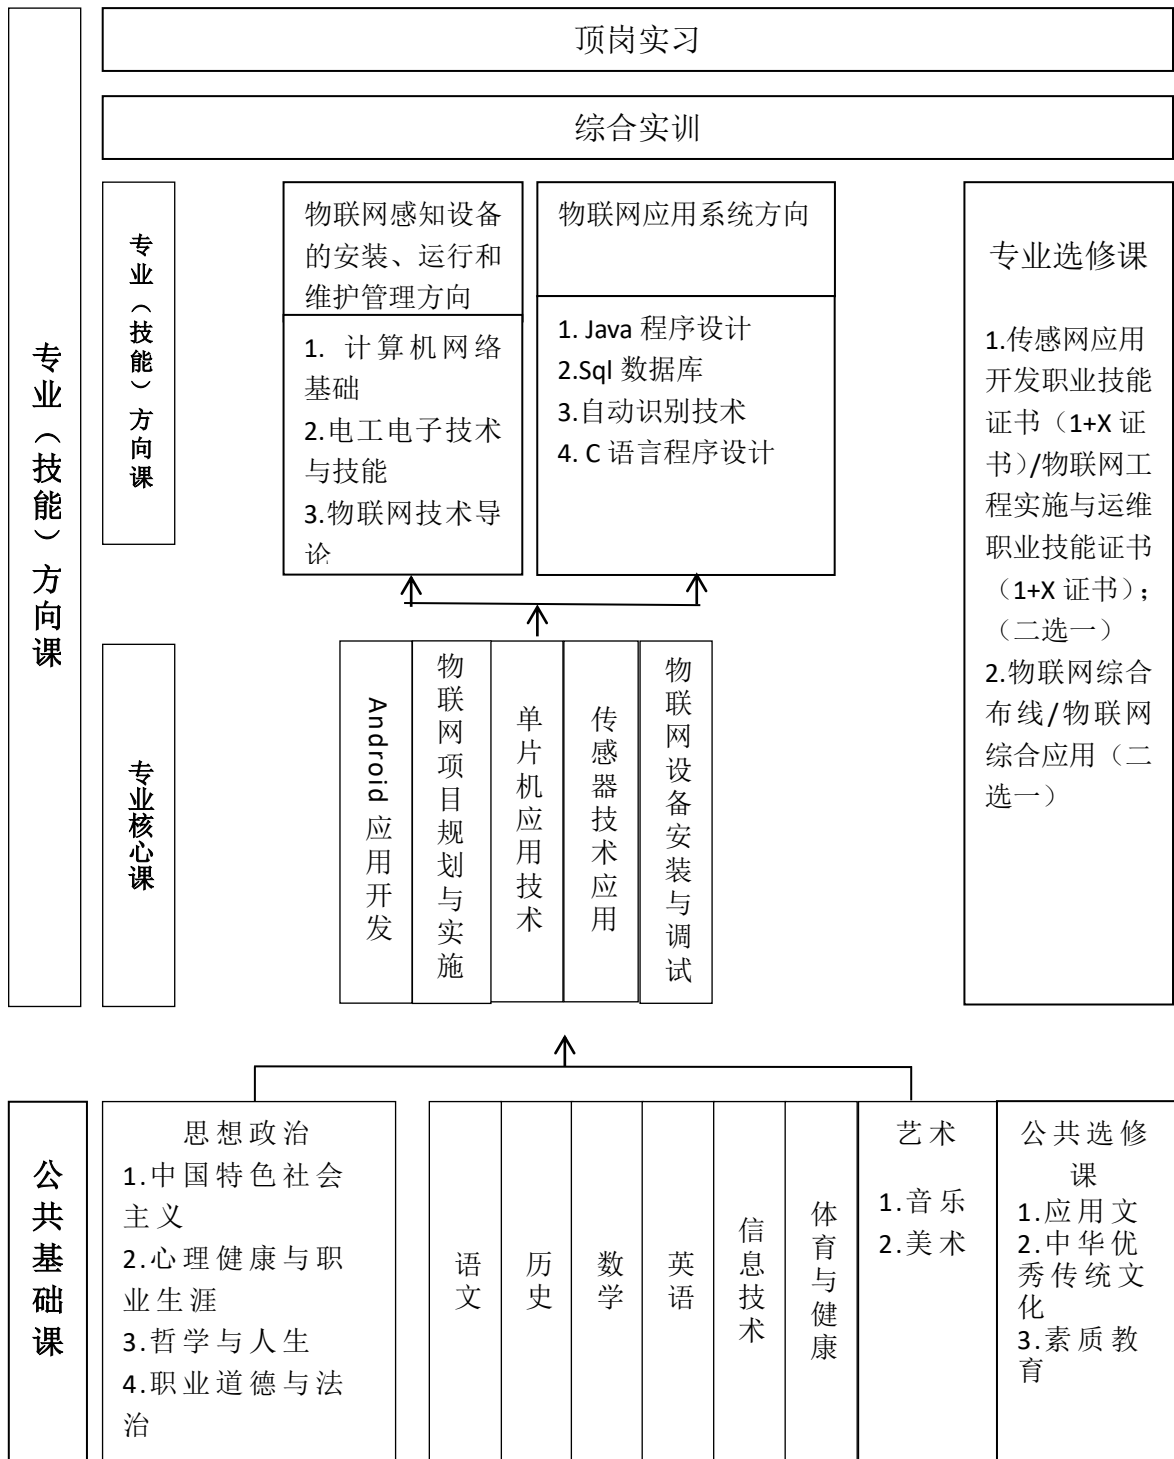 顶岗实习
综合实训
专业（技能）方向课
专业（技能）方向课
物联网感知设备
的安装、运行和
维护管理方向
1. 计算机网络
基础
2.电工电子技术
与技能
3.物联网技术导
论
物联网应用系统方向
1. Java 程序设计
2.Sql 数据库
3.自动识别技术
4. C 语言程序设计
专业选修课
1.传感网应用
开发职业技能
证书（1+X 证
书）/物联网工
程实施与运维
职业技能证书
（1+X 证书）；
（二选一）
2.物联网综合
布线/物联网
综合应用（二
选一）
专业核心课
Android 应用开发
物联网项目规划与实施
单片机应用技术
传感器技术应用
物联网设备安装与调试
公共基础课
思想政治
1.中国特色社会
主义
2.心理健康与职
业生涯
3.哲学与人生
4.职业道德与法
治
语文
历史
数学
英语
信息技术
体育与健康
艺术
1.音乐
2.美术
公共选修
课
1.应用文
2.中华优
秀传统文
化
3.素质教
育